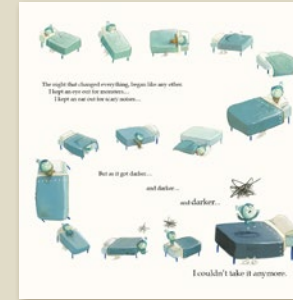 The night that changed everything, began like any other.
I kept an eye out for monsters...
I kept an ear out for scary noises...
But as it got darker...
and darker...
and darker...
I couldn't take it anymore.